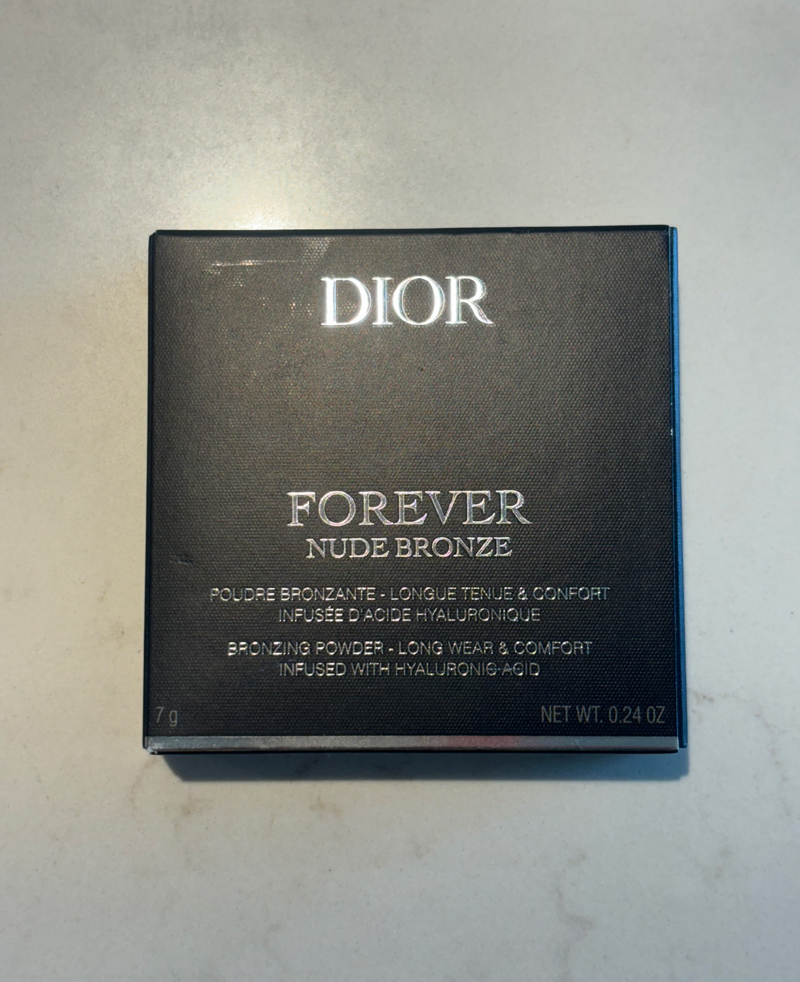 DIOR
FOREVER
NUDE BRONZE
POUDRE BRONZANTE - LONGUE TENUE & CONFORT
INFUSÉE D'ACIDE HYALURONIQUE
BRONZING POWDER - LONG WEAR & COMFORT
INFUSED WITH HYALURONIC ACID
7 g NET WT. 0.24 OZ